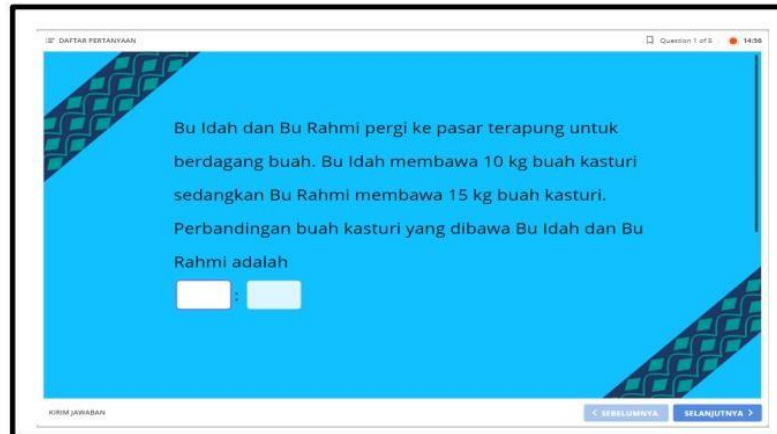 DAFTAR PERTANYAAN
Question 1 of 5 14:56
Bu Idah dan Bu Rahmi pergi ke pasar terapung untuk
berdagang buah. Bu Idah membawa 10 kg buah kasturi
sedangkan Bu Rahmi membawa 15 kg buah kasturi.
Perbandingan buah kasturi yang dibawa Bu Idah dan Bu
Rahmi adalah
:
KIRIM JAWABAN
< SEBELUMNYA SELANJUTNYA >